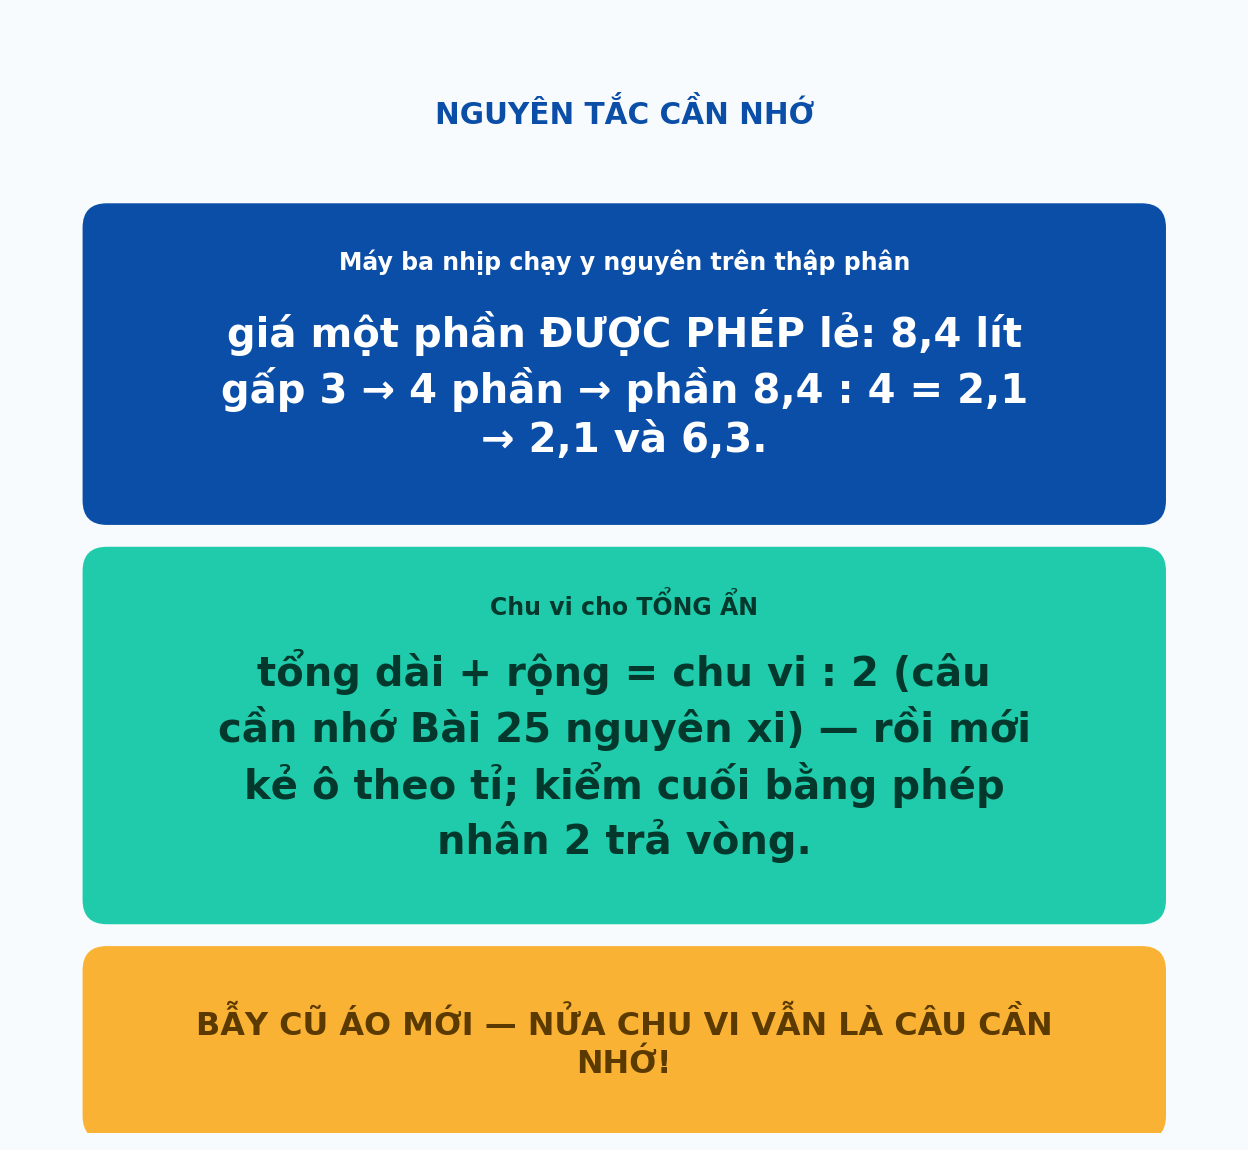 NGUYÊN TẮC CẦN NHỚ
Máy ba nhịp chạy y nguyên trên thập phân
giá một phần ĐƯỢC PHÉP lẻ: 8,4 lít
gấp 3 → 4 phần → phần 8,4 : 4 = 2,1
→ 2,1 và 6,3.
Chu vi cho TỔNG ẨN
tổng dài + rộng = chu vi : 2 (câu
cần nhớ Bài 25 nguyên xi) — rồi mới
kẻ ô theo tỉ; kiểm cuối bằng phép
nhân 2 trả vòng.
BẪY CŨ ÁO MỚI — NỬA CHU VI VẪN LÀ CÂU CẦN
NHỚ!